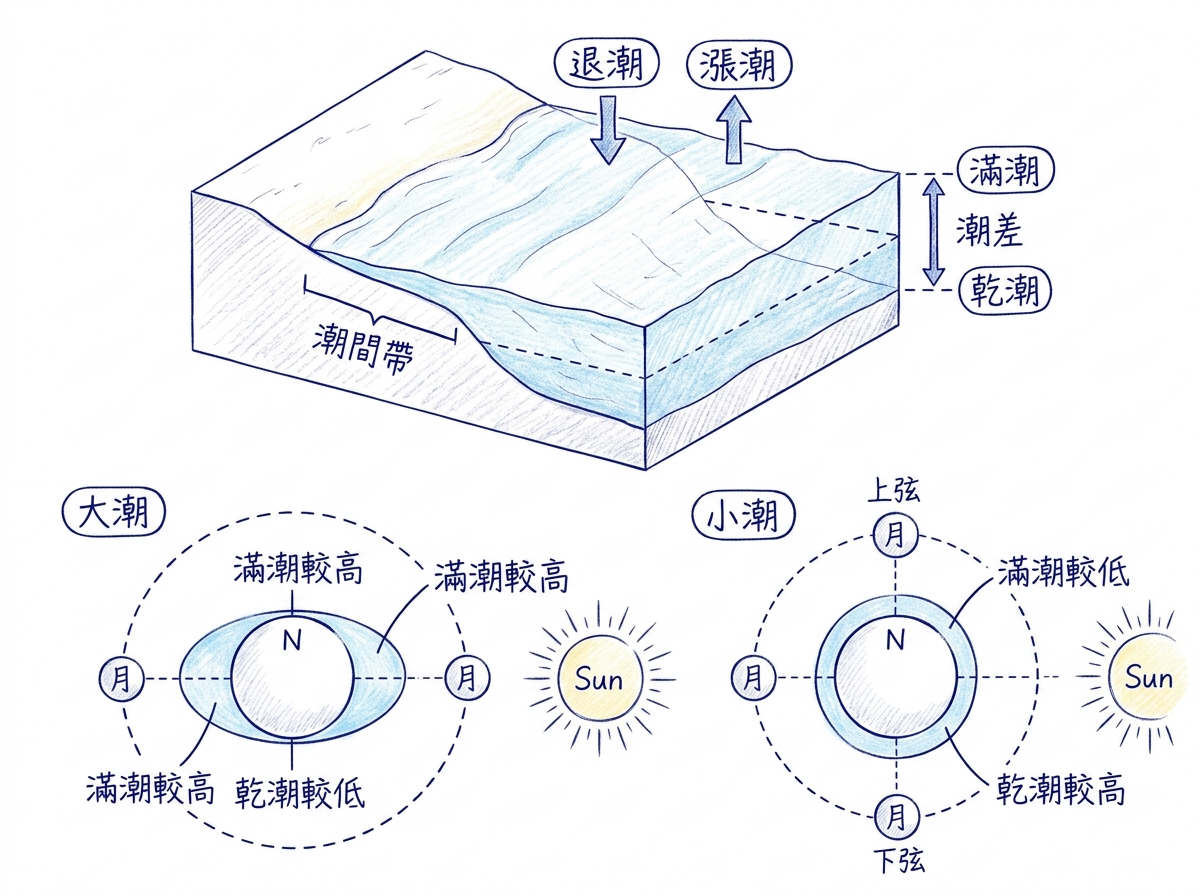 退潮
漲潮
滿潮
潮差
乾潮
潮間帶
大潮
滿潮較高
滿潮較高
N
月
月
Sun
滿潮較高
乾潮較低
小潮
上弦
月
滿潮較低
N
月
Sun
乾潮較高
月
下弦